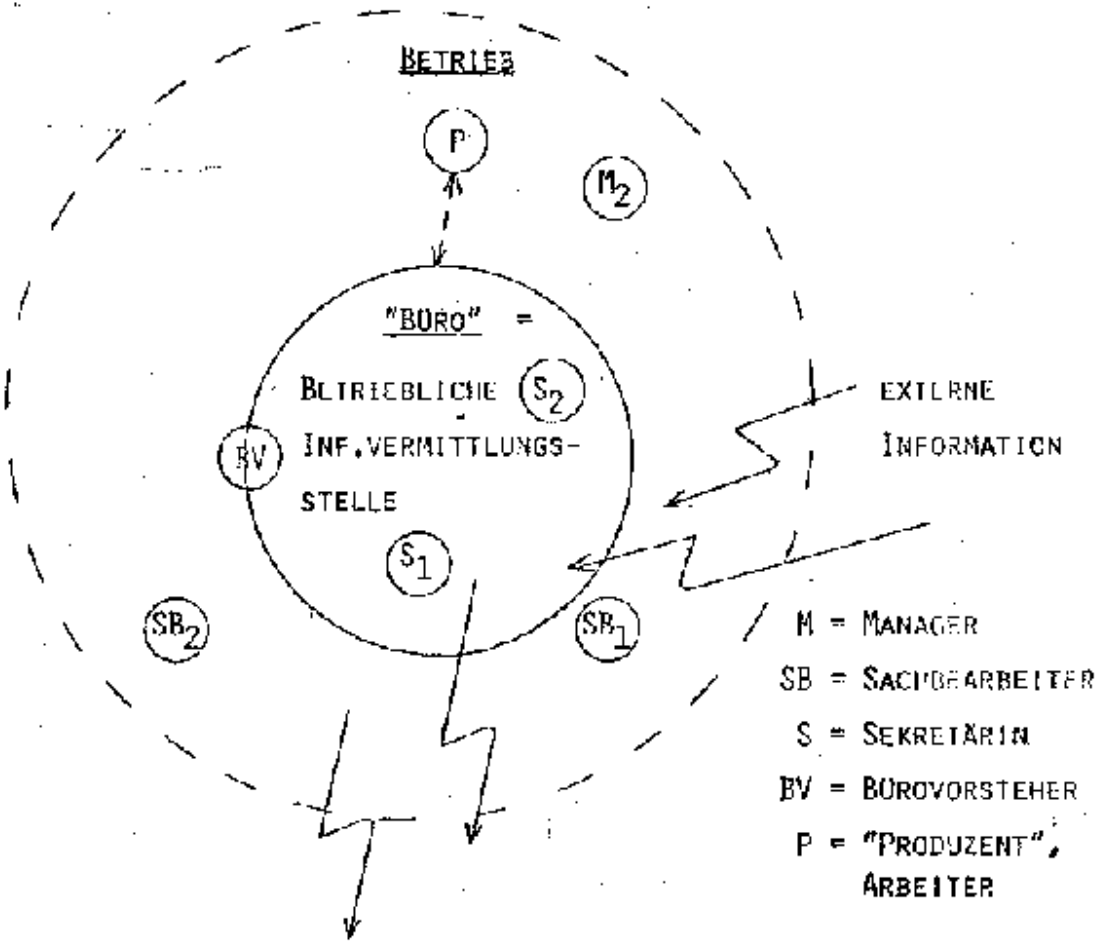 BETRIEB
P
M2
"BÜRO" =
BETRIEBLICHE S2
EXTERNE
BV INF.VERMITTLUNGS-
INFORMATION
STELLE
S1
SB2
SB1
M = MANAGER
SB = SACHBEARBEITER
S = SEKRETÄRIN
BV = BÜROVORSTEHER
P = "PRODUZENT",
ARBEITER